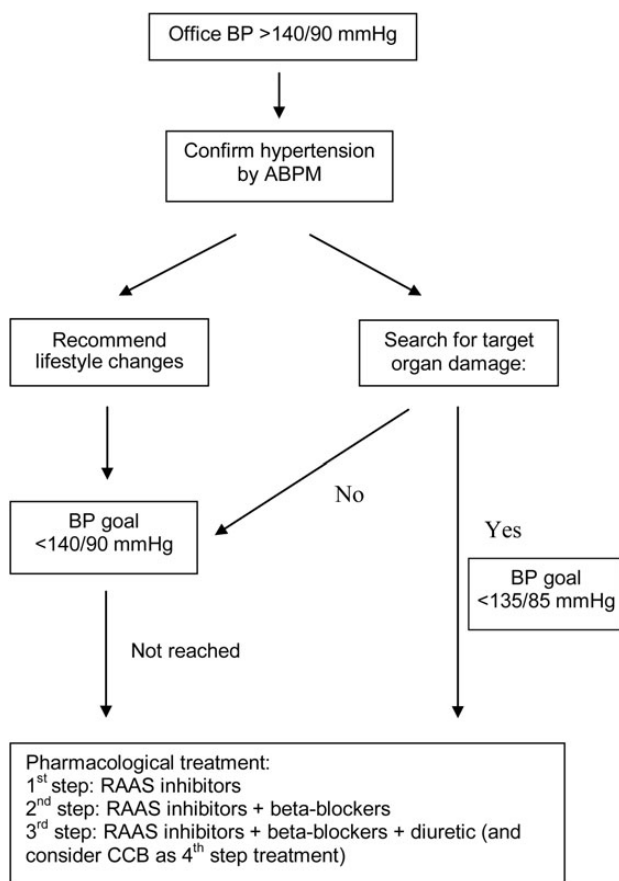 Office BP >140/90 mmHg
Confirm hypertension
by ABPM
Recommend
lifestyle changes
Search for target
organ damage:
No
Yes
BP goal
<140/90 mmHg
BP goal
<135/85 mmHg
Not reached
Pharmacological treatment:
1st step: RAAS inhibitors
2nd step: RAAS inhibitors + beta-blockers
3rd step: RAAS inhibitors + beta-blockers + diuretic (and
consider CCB as 4th step treatment)